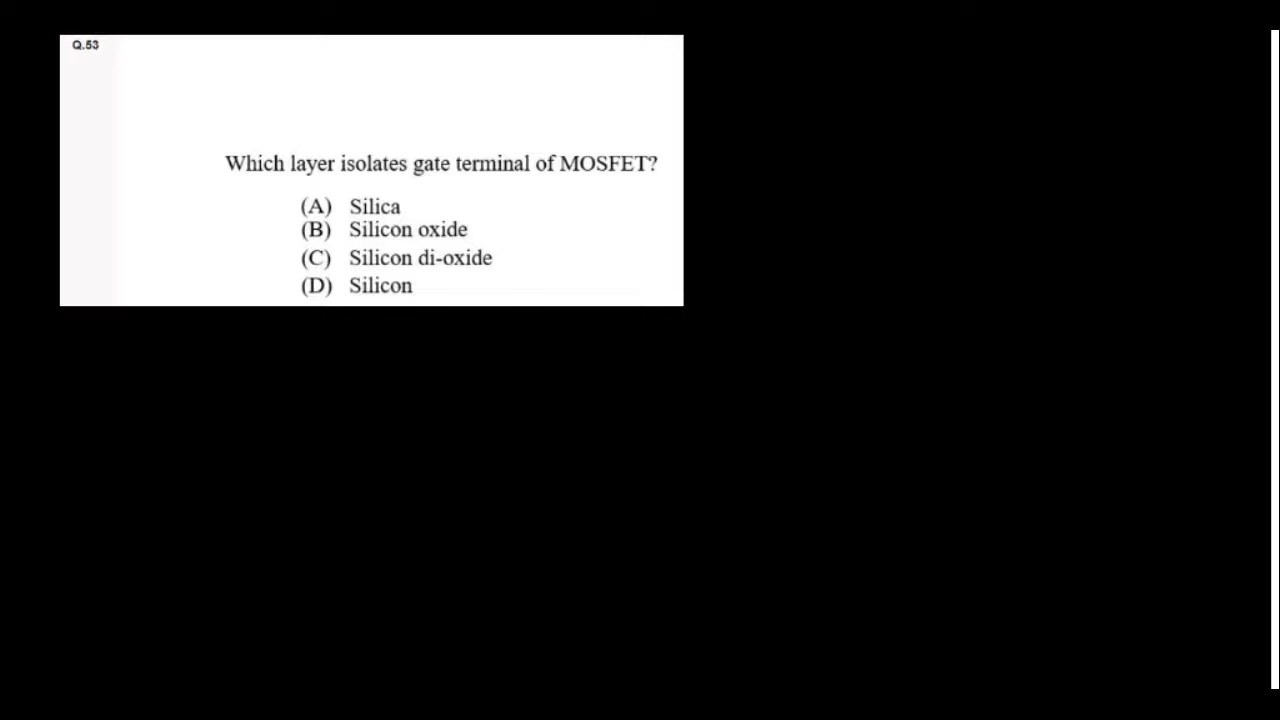 Q.53
Which layer isolates gate terminal of MOSFET?
(A) Silica
(B) Silicon oxide
(C) Silicon di-oxide
(D) Silicon